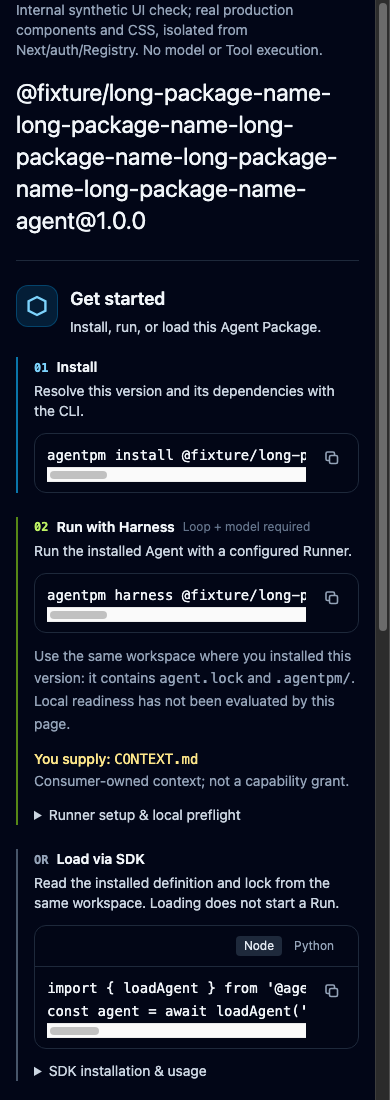 Internal synthetic UI check; real production
components and CSS, isolated from
Next/auth/Registry. No model or Tool execution.
@fixture/long-package-name-
long-package-name-long-
package-name-long-package-
name-long-package-name-
agent@1.0.0
Get started
Install, run, or load this Agent Package.
01 Install
Resolve this version and its dependencies with
the CLI.
agentpm install @fixture/long-p
02 Run with Harness Loop + model required
Run the installed Agent with a configured Runner.
agentpm harness @fixture/long-p
Use the same workspace where you installed this
version: it contains agent.lock and .agentpm/.
Local readiness has not been evaluated by this
page.
You supply: CONTEXT.md
Consumer-owned context; not a capability grant.
Runner setup & local preflight
OR Load via SDK
Read the installed definition and lock from the
same workspace. Loading does not start a Run.
Node Python
import { loadAgent } from '@age
const agent = await loadAgent('
SDK installation & usage